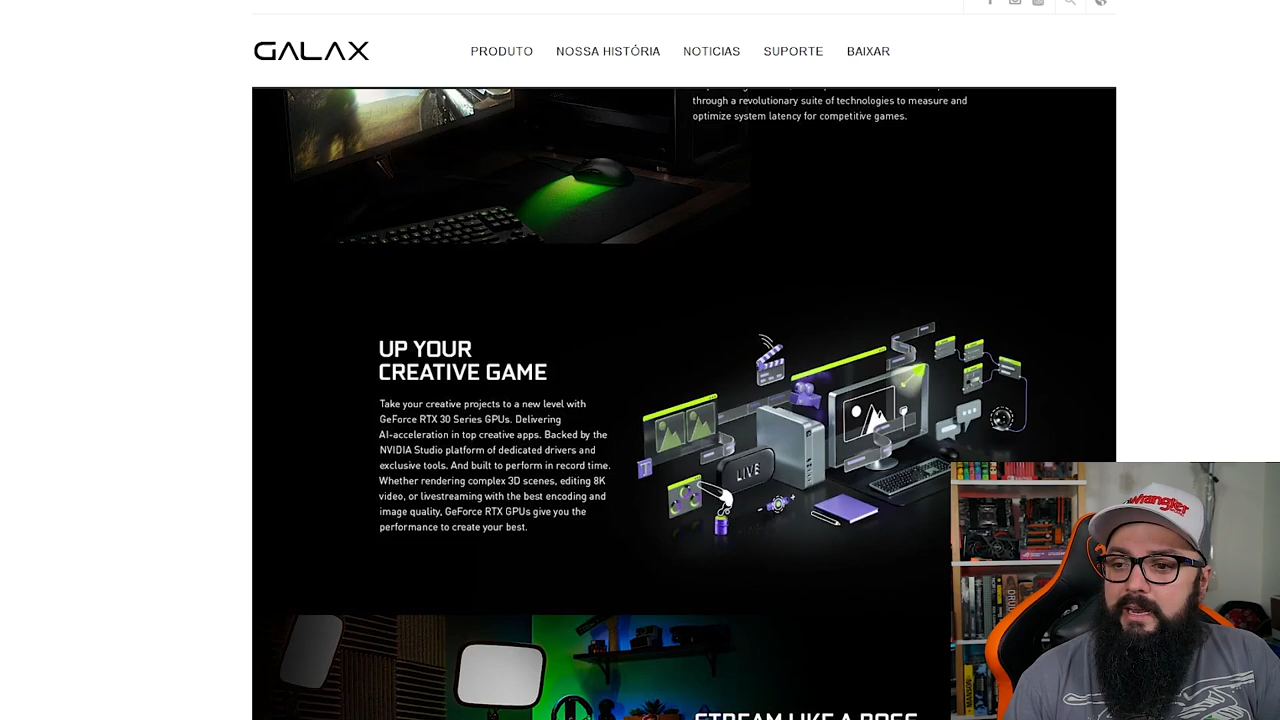 GALAX
PRODUTO NOSSA HISTÓRIA NOTICIAS SUPORTE BAIXAR
through a revolutionary suite of technologies to measure and
optimize system latency for competitive games.
UP YOUR
CREATIVE GAME
Take your creative projects to a new level with
GeForce RTX 30 Series GPUs. Delivering
AI-acceleration in top creative apps. Backed by the
NVIDIA Studio platform of dedicated drivers and
exclusive tools. And built to perform in record time.
Whether rendering complex 3D scenes, editing 8K
video, or livestreaming with the best encoding and
image quality, GeForce RTX GPUs give you the
performance to create your best.
LIVE
T
Wrangler
STREAM LIKE A BOSS